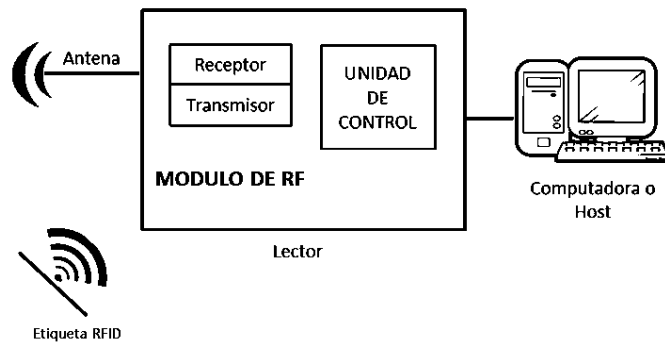 Antena
Receptor
Transmisor
UNIDAD
DE
CONTROL
MODULO DE RF
Computadora o
Host
Lector
Etiqueta RFID